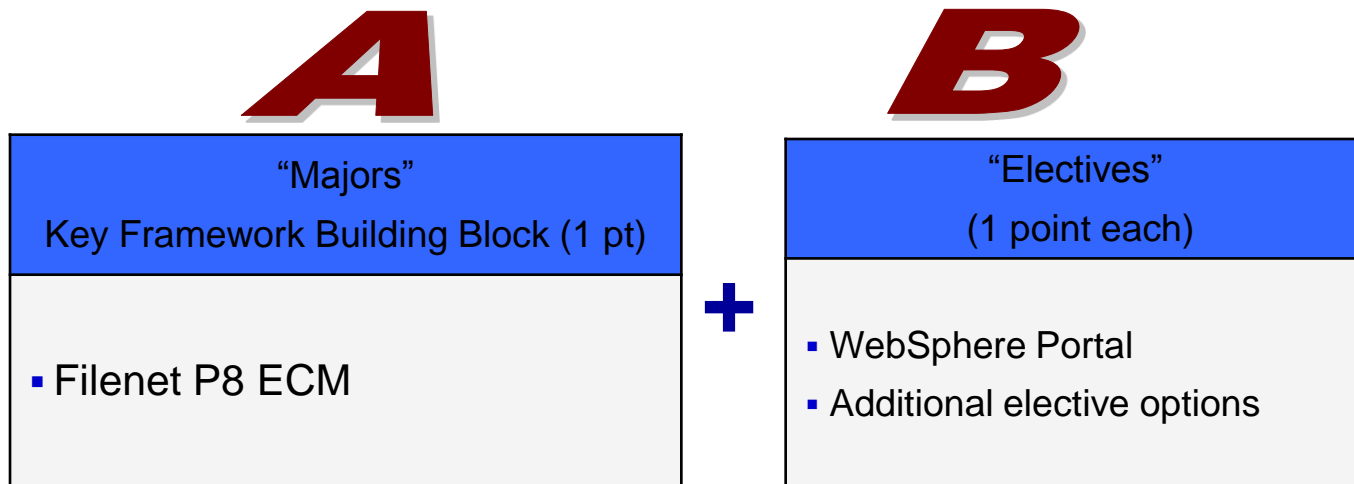 A
“Majors”
Key Framework Building Block (1 pt)
▪ Filenet P8 ECM
+
B
“Electives”
(1 point each)
▪ WebSphere Portal
▪ Additional elective options